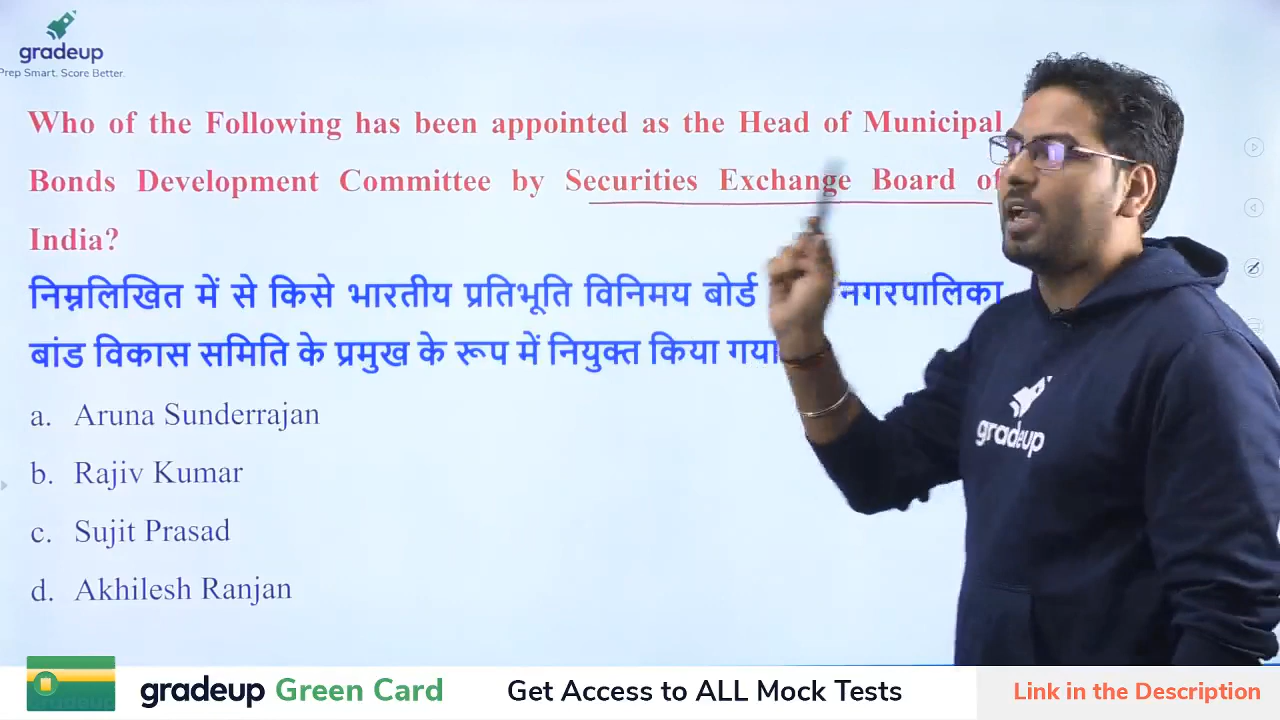 gradeup
Prep Smart. Score Better.
Who of the Following has been appointed as the Head of Municipal
Bonds Development Committee by Securities Exchange Board of
India?
निम्नलिखित में से किसे भारतीय प्रतिभूति विनिमय बोर्ड नगरपालिका
बांड विकास समिति के प्रमुख के रूप में नियुक्त किया गया
a. Aruna Sunderrajan
b. Rajiv Kumar
c. Sujit Prasad
d. Akhilesh Ranjan
gradeup
gradeup Green Card
Get Access to ALL Mock Tests
Link in the Description